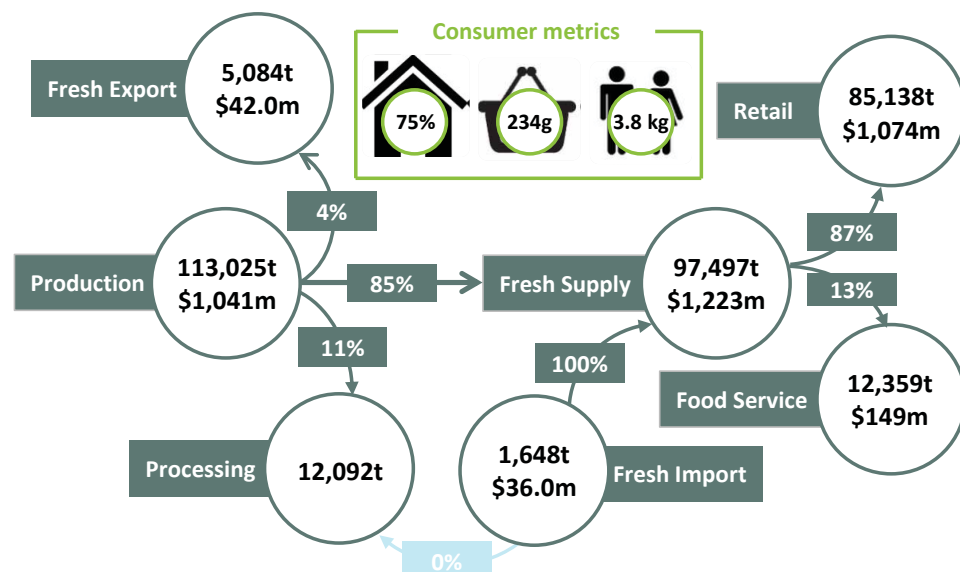 Consumer metrics
75%
234g
3.8 kg
Fresh Export
5,084t
$42.0m
Retail
85,138t
$1,074m
4%
87%
Production
113,025t
$1,041m
85%
Fresh Supply
97,497t
$1,223m
13%
11%
100%
Food Service
12,359t
$149m
Processing
12,092t
1,648t
$36.0m
Fresh Import
0%